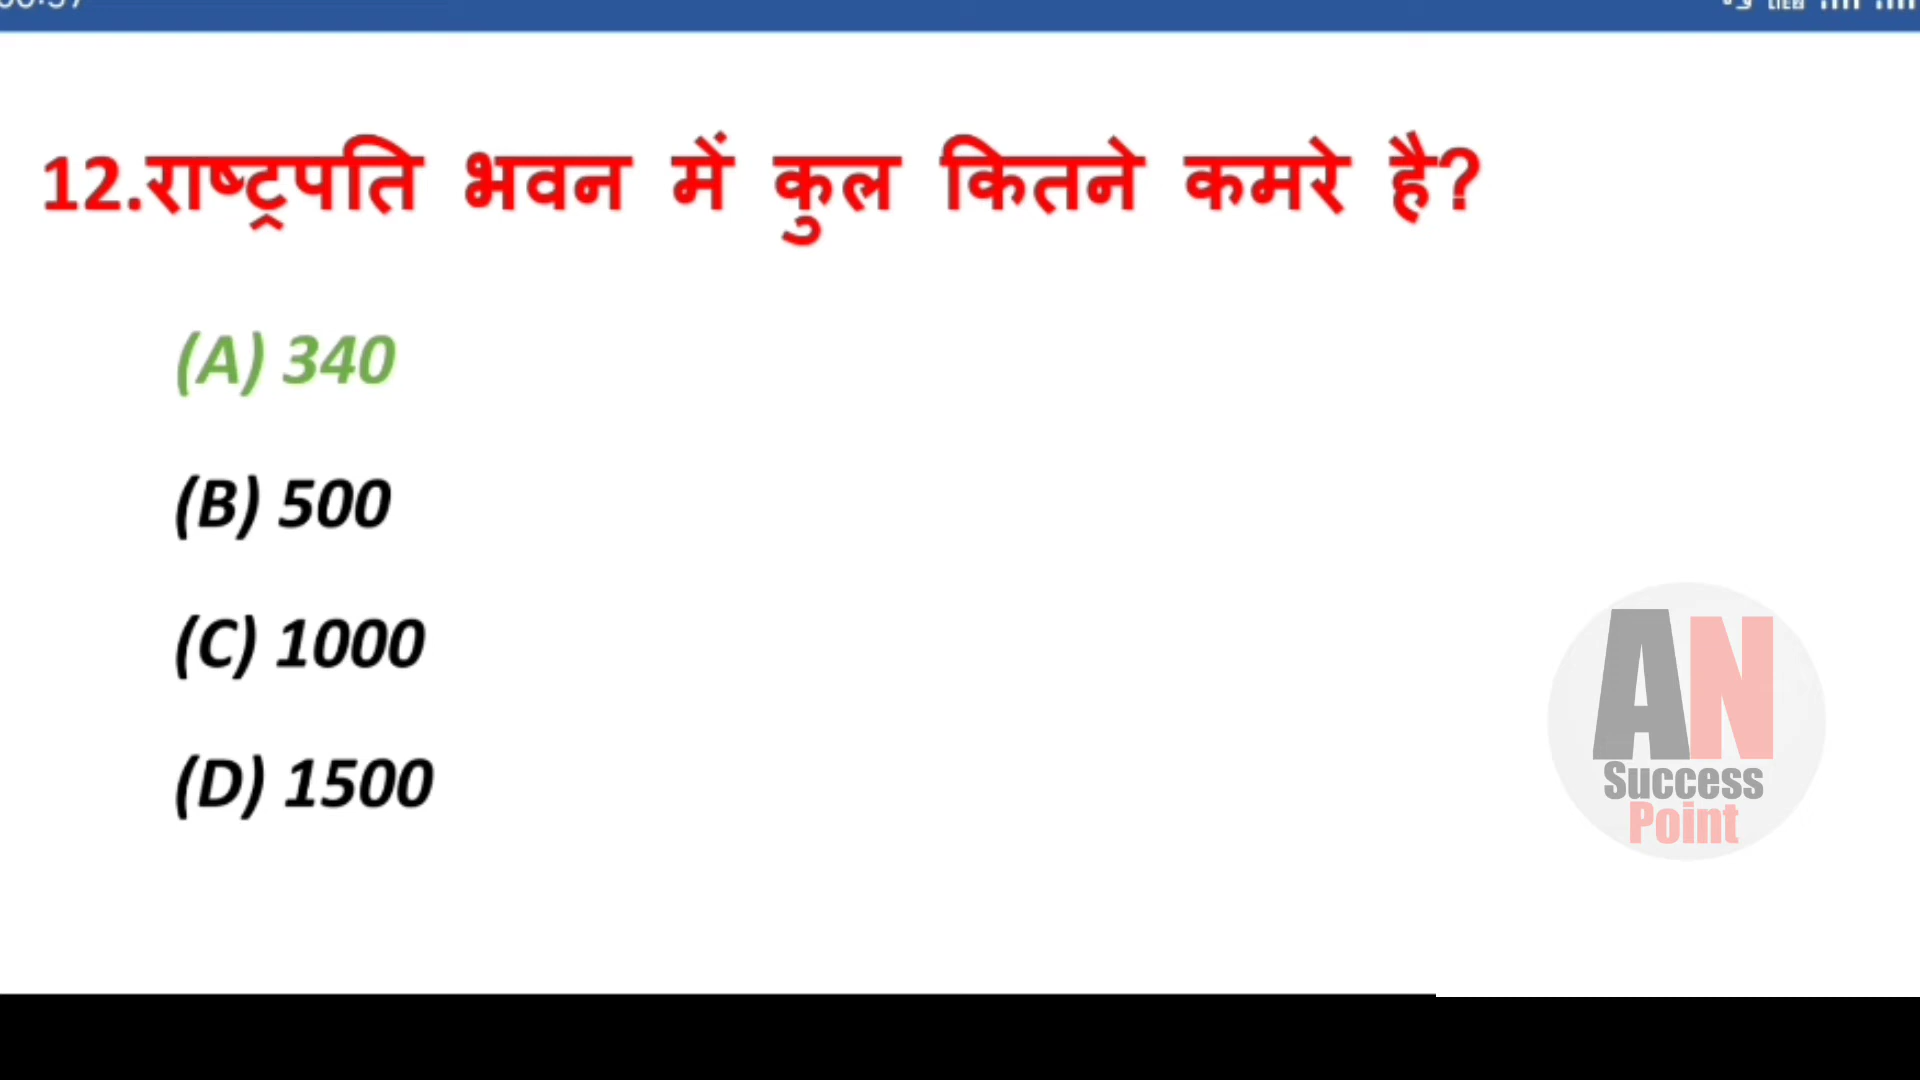 12.राष्ट्रपति भवन में कुल कितने कमरे है?
(A) 340
(B) 500
(C) 1000
(D) 1500
AN
Success
Point